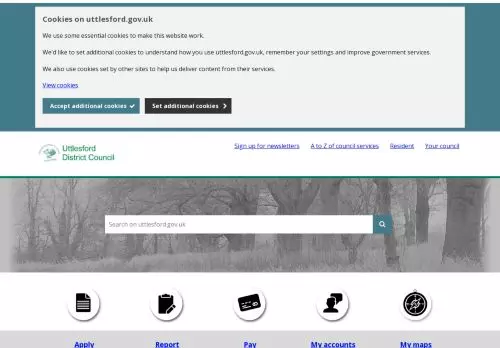 Cookies on uttlesford.gov.uk
We use some essential cookies to make this website work.
We'd like to set additional cookies to understand how you use uttlesford.gov.uk, remember your settings and improve government services.
We also use cookies set by other sites to help us deliver content from their services.
View cookies
Accept additional cookies
Set additional cookies
Uttlesford
District Council
Sign up for newsletters
A to Z of council services
Resident
Your council
Search on uttlesford.gov.uk
Apply
Report
Pay
My accounts
My maps